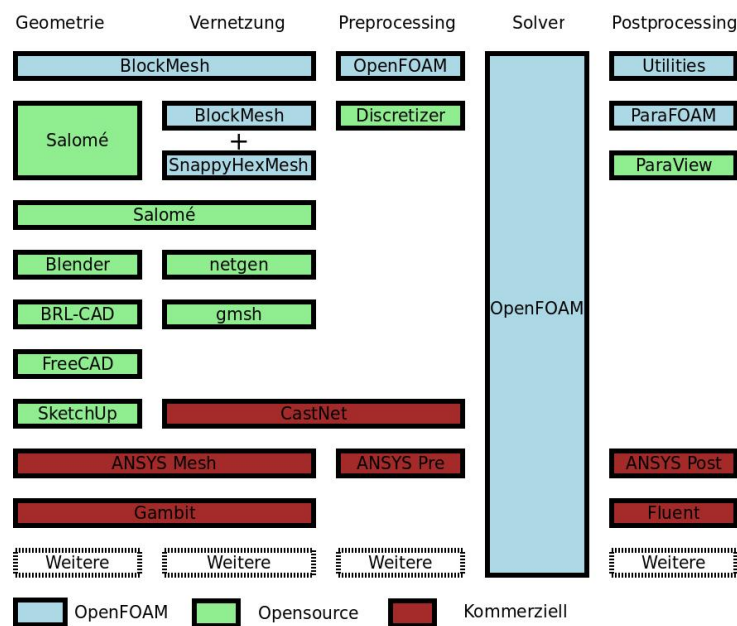 Geometrie Vernetzung Preprocessing Solver Postprocessing
BlockMesh OpenFOAM Utilities
Salomé BlockMesh Discretizer ParaFOAM
+
SnappyHexMesh ParaView
Salomé
Blender netgen
BRL-CAD gmsh OpenFOAM
FreeCAD
SketchUp CastNet
ANSYS Mesh ANSYS Pre ANSYS Post
Gambit Fluent
Weitere Weitere Weitere Weitere
OpenFOAM Opensource Kommerziell